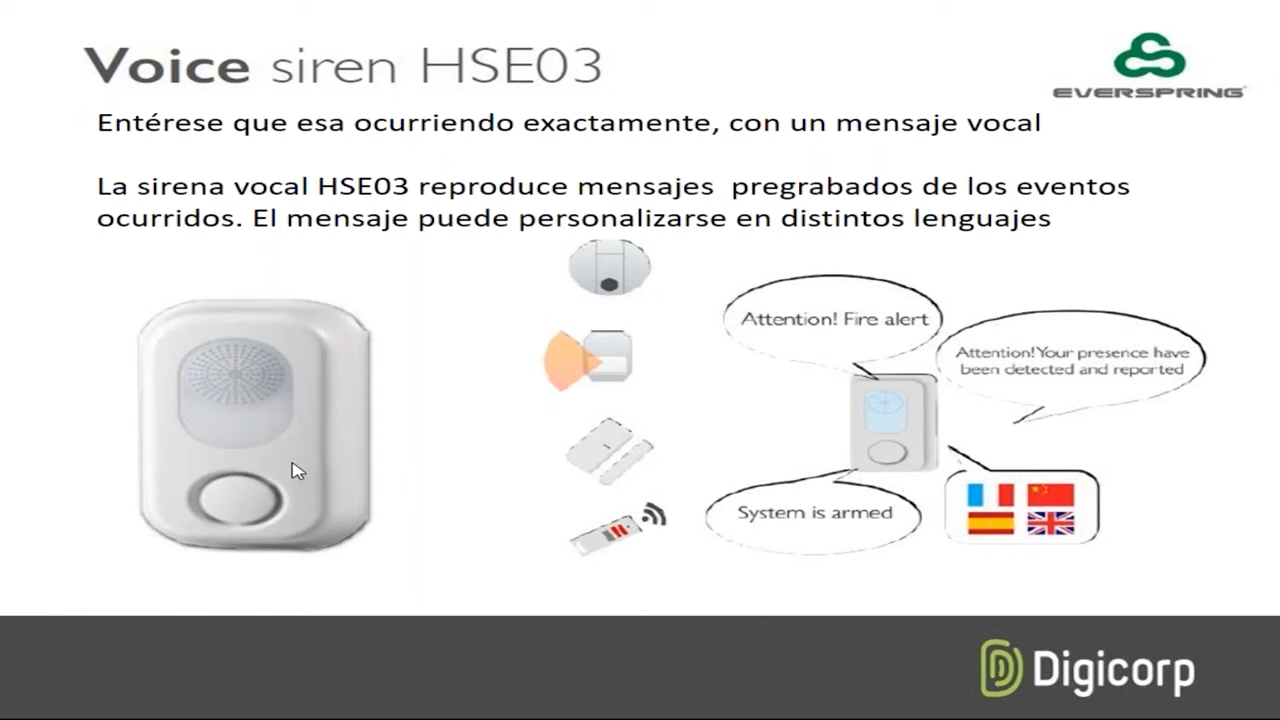 Voice siren HSE03
EVERSPRING
Entérese que esa ocurriendo exactamente, con un mensaje vocal
La sirena vocal HSE03 reproduce mensajes  pregrabados de los eventos
ocurridos. El mensaje puede personalizarse en distintos lenguajes
Attention! Fire alert
Attention! Your presence have
been detected and reported
System is armed
Digicorp